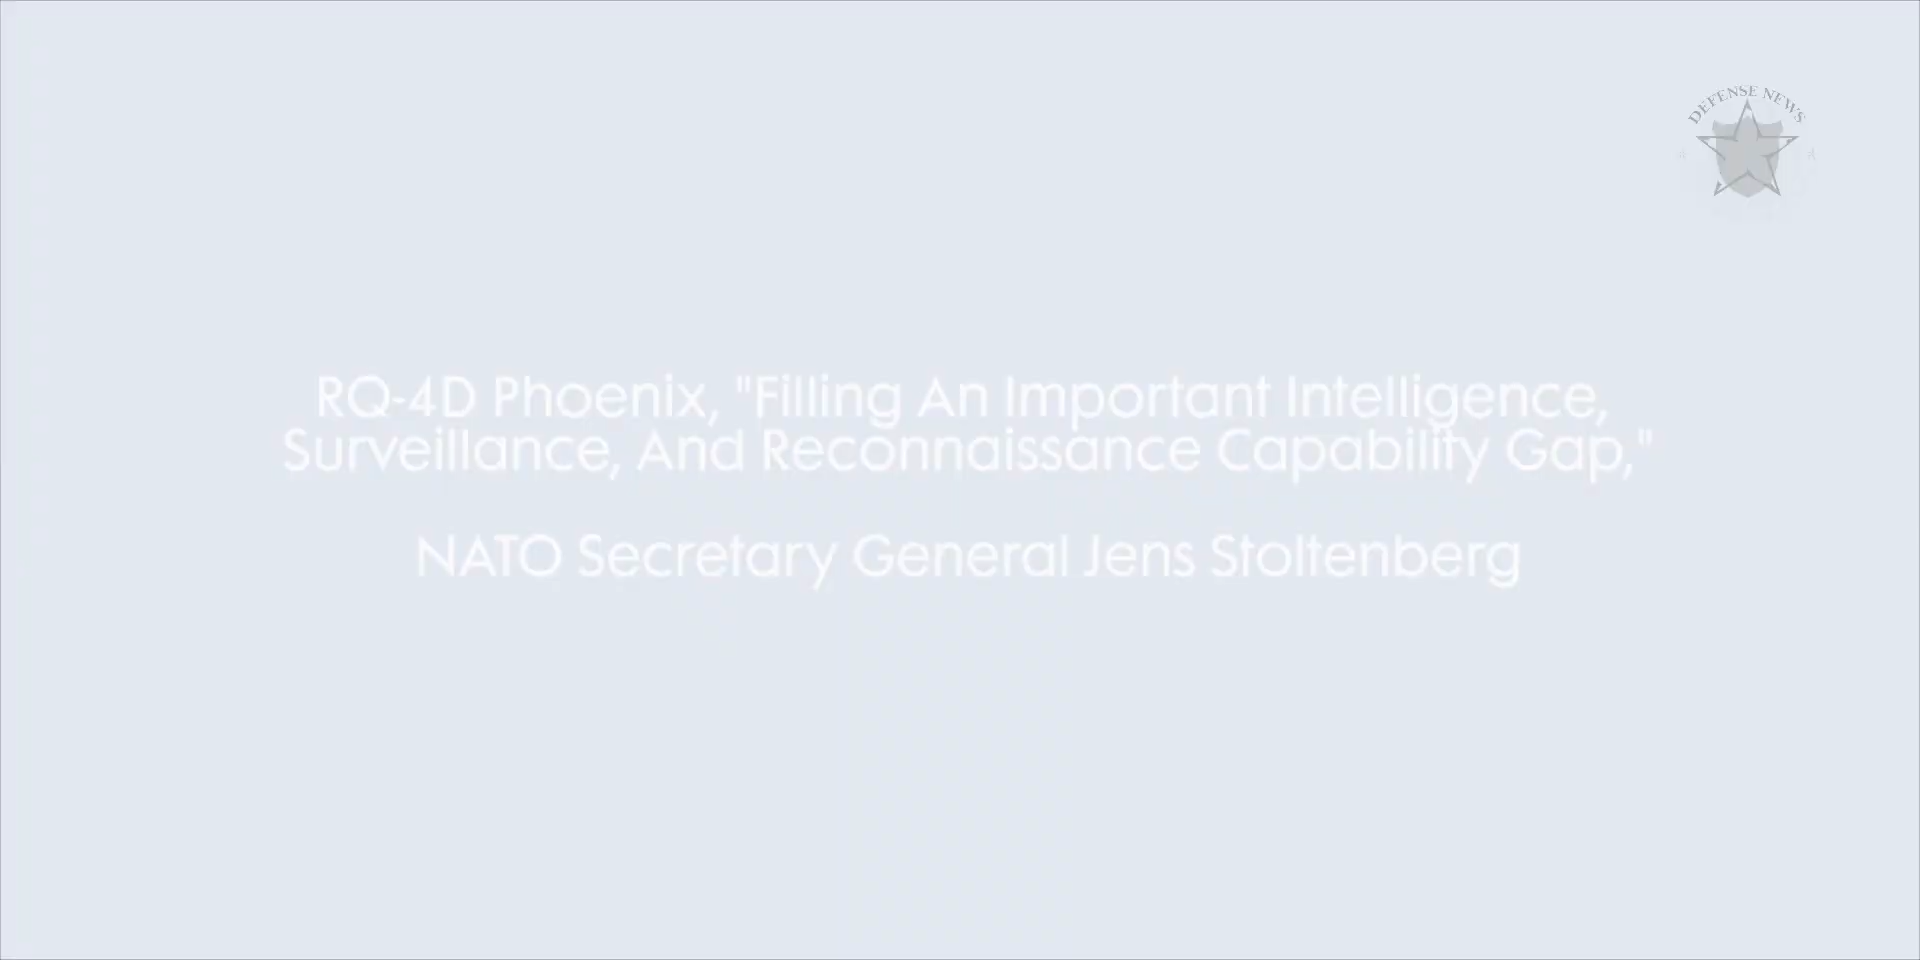 DEFENSE NEWS
RQ-4D Phoenix, "Filling An Important Intelligence,
Surveillance, And Reconnaissance Capability Gap,"
NATO Secretary General Jens Stoltenberg